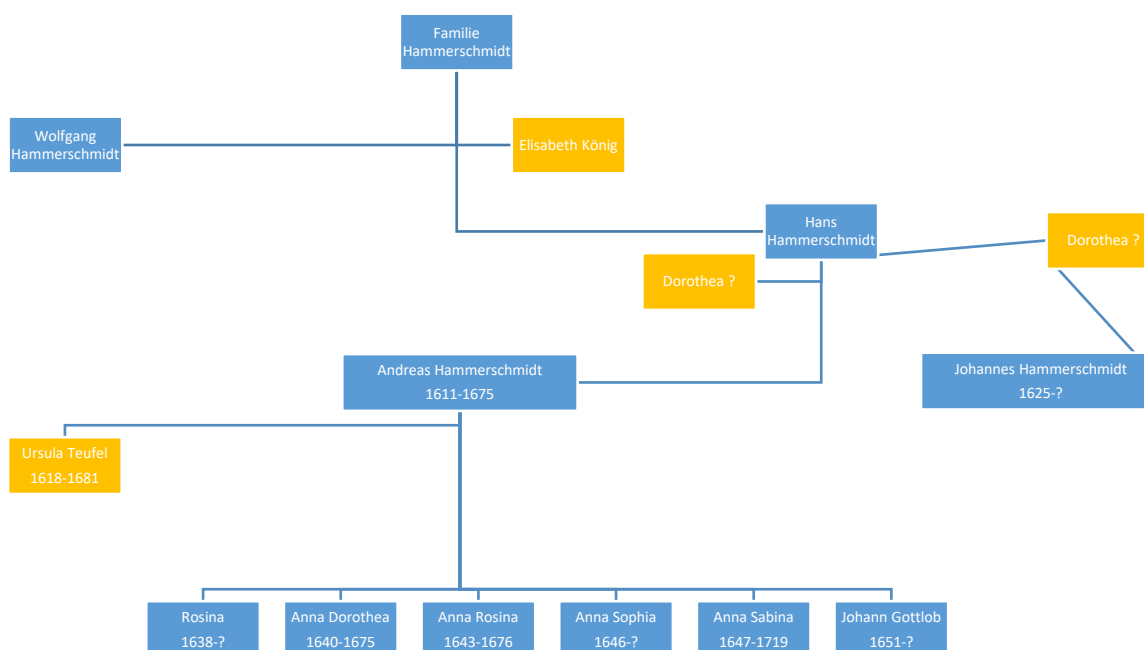 Familie
Hammerschmidt
Wolfgang
Hammerschmidt
Elisabeth König
Hans
Hammerschmidt
Dorothea ?
Dorothea ?
Andreas Hammerschmidt
1611-1675
Johannes Hammerschmidt
1625-?
Ursula Teufel
1618-1681
Rosina
1638-?
Anna Dorothea
1640-1675
Anna Rosina
1643-1676
Anna Sophia
1646-?
Anna Sabina
1647-1719
Johann Gottlob
1651-?